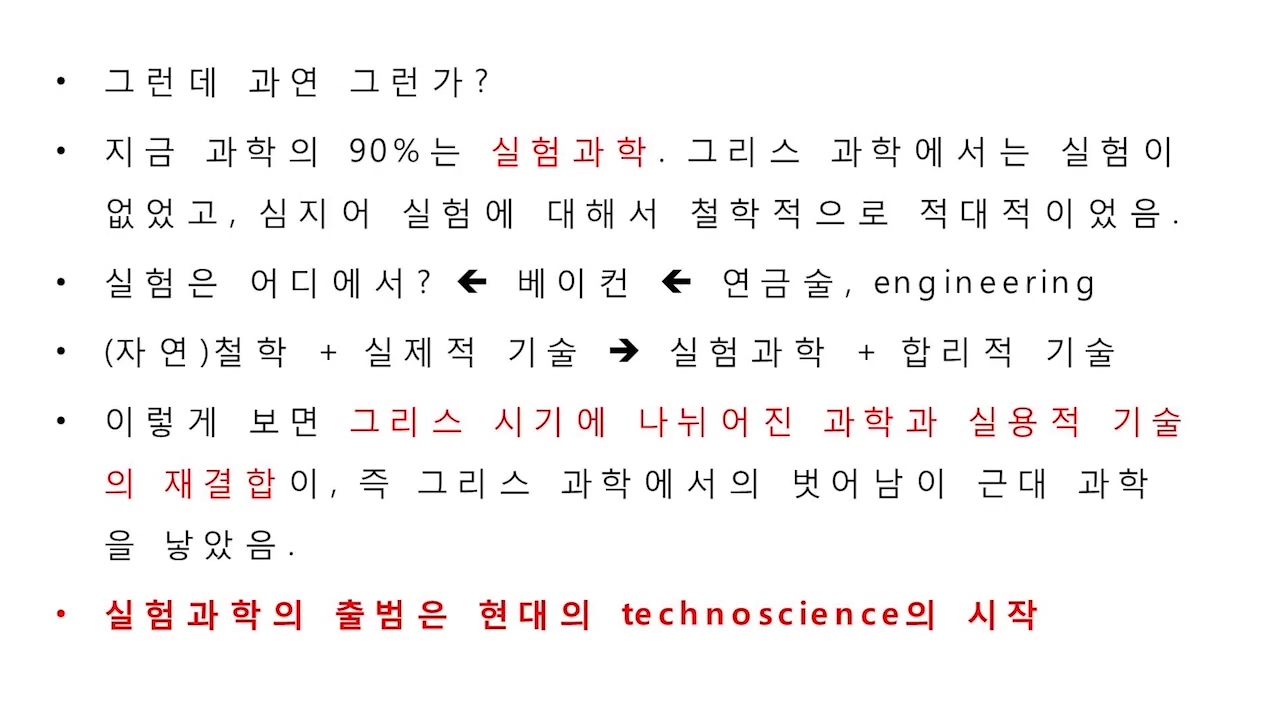 • 그런데 과연 그런가?
• 지금 과학의 90%는 실험과학. 그리스 과학에서는 실험이
없었고, 심지어 실험에 대해서 철학적으로 적대적이었음.
• 실험은 어디에서? 🡰 베이컨 🡰 연금술, engineering
• (자연)철학 + 실제적 기술 🡲 실험과학 + 합리적 기술
• 이렇게 보면 그리스 시기에 나뉘어진 과학과 실용적 기술
의 재결합이, 즉 그리스 과학에서의 벗어남이 근대 과학
을 낳았음.
• 실험과학의 출범은 현대의 technoscience의 시작